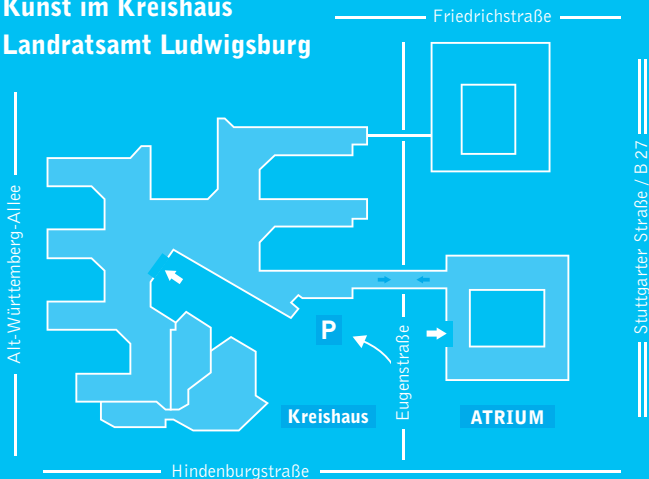 Kunst im Kreishaus
Landratsamt Ludwigsburg
Friedrichstraße
Alt-Württemberg-Allee
Stuttgarter Straße / B 27
P
Eugenstraße
Kreishaus
ATRIUM
Hindenburgstraße